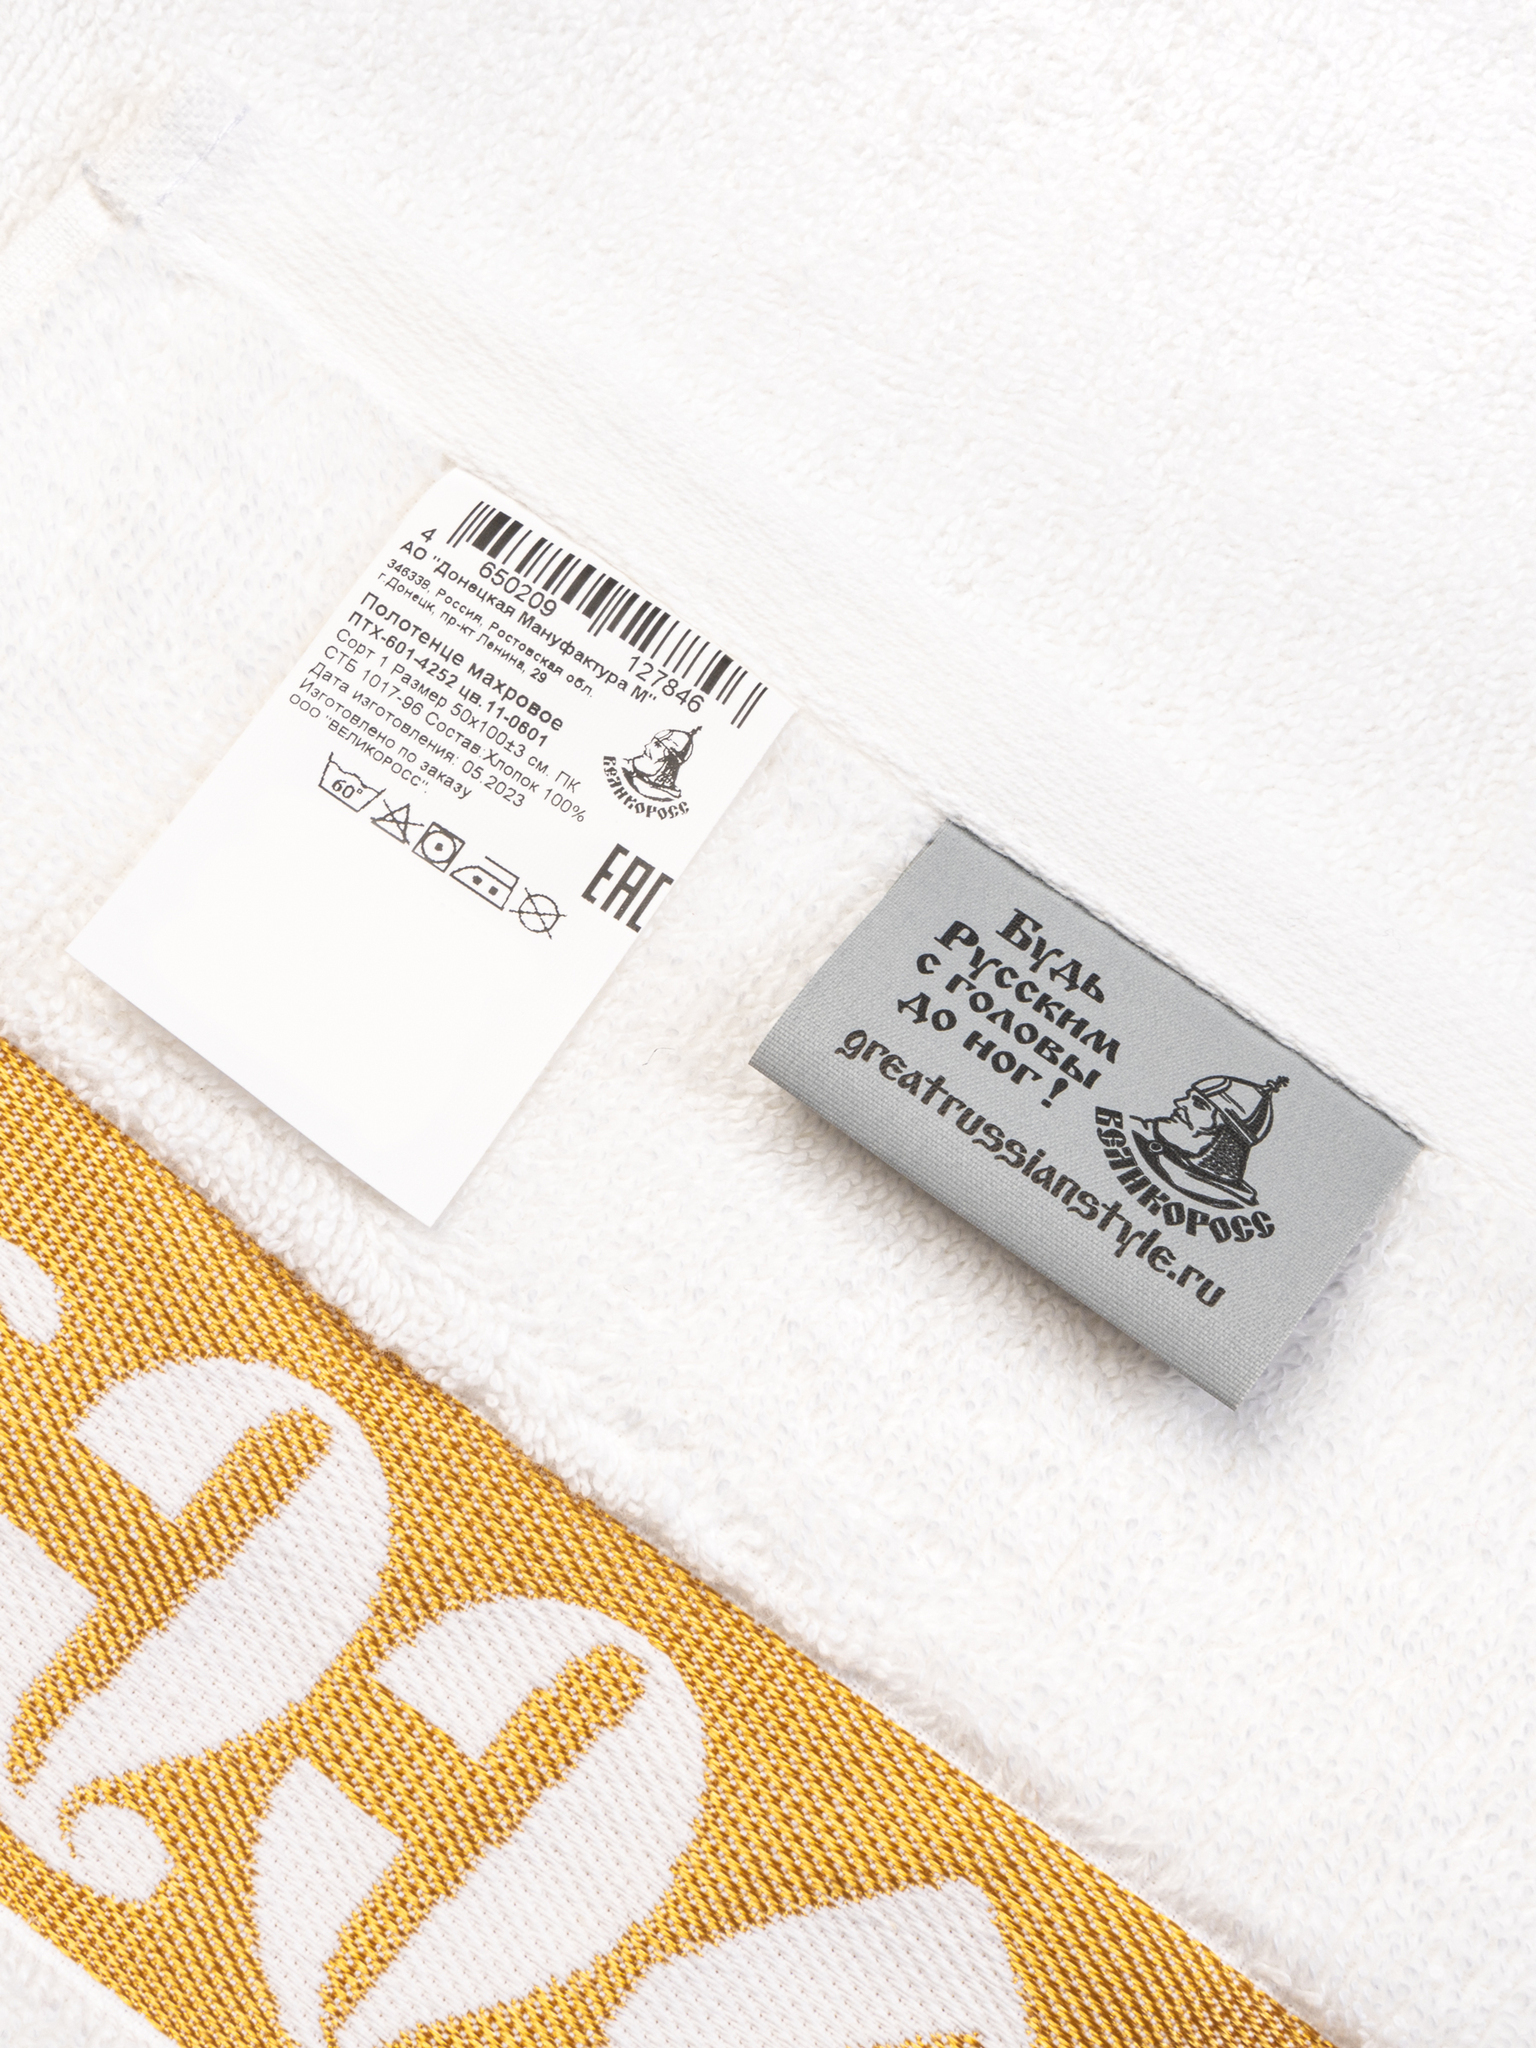 4 650209 127846
АО "Донецкая Мануфактура М"
346338, Россия, Ростовская обл.
г.Донецк, пр-кт Ленина, 29
Полотенце махровое
ПТХ-601-4252 цв.11-0601
Сорт 1 Размер 50х100±3 см. ПК
СТБ 1017-96 Состав:Хлопок 100%
Дата изготовления: 05.2023
Изготовлено по заказу
ООО "ВЕЛИКОРОСС".
ВЕЛИКОРОСС
60°
ЕАС
Будь
Русским
с головы
до ног!
greatrussianstyle.ru
ВЕЛИКОРОСС